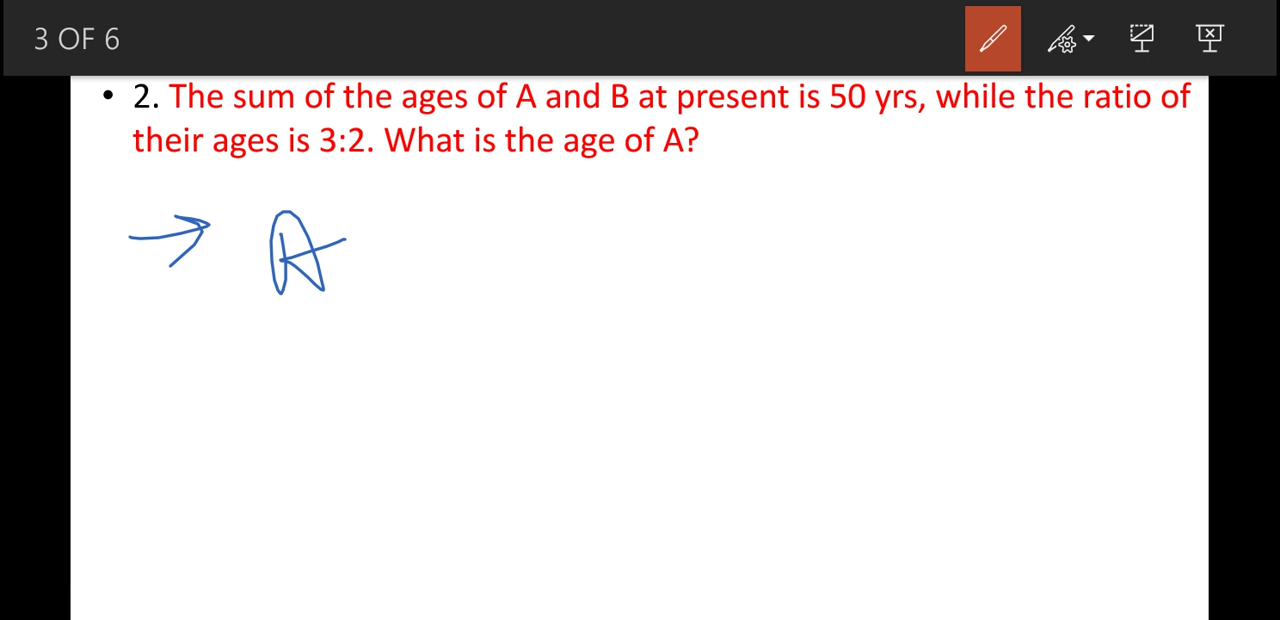 3 OF 6
• 2. The sum of the ages of A and B at present is 50 yrs, while the ratio of
their ages is 3:2. What is the age of A?
→ A